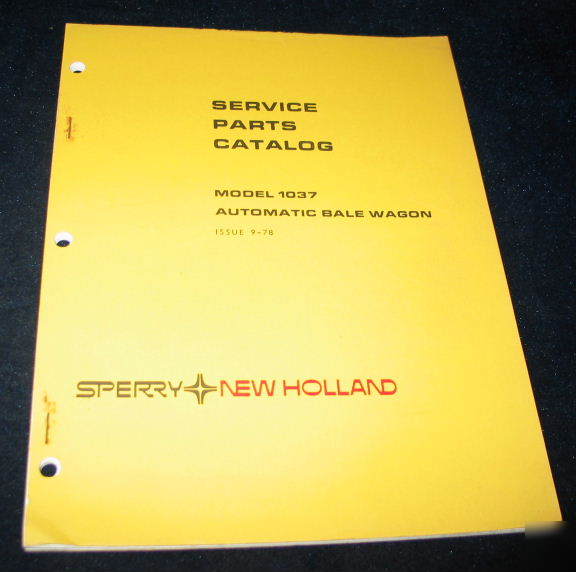 SERVICE
PARTS
CATALOG
MODEL 1037
AUTOMATIC BALE WAGON
ISSUE 9-78
SPERRY NEW HOLLAND